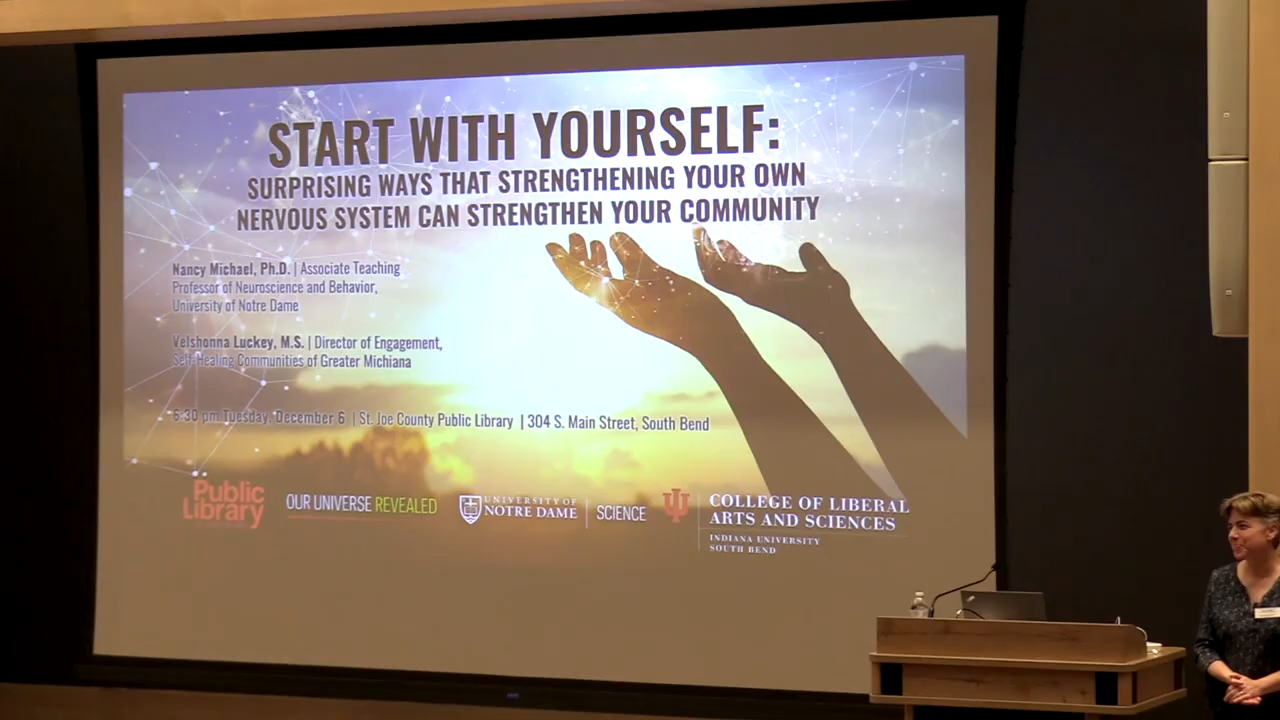 START WITH YOURSELF:
SURPRISING WAYS THAT STRENGTHENING YOUR OWN
NERVOUS SYSTEM CAN STRENGTHEN YOUR COMMUNITY
Nancy Michael, Ph.D. | Associate Teaching
Professor of Neuroscience and Behavior,
University of Notre Dame
Velshonna Luckey, M.S. | Director of Engagement,
Self-Healing Communities of Greater Michiana
6:30 pm Tuesday, December 6 | St. Joe County Public Library | 304 S. Main Street, South Bend
Public
Library
OUR UNIVERSE REVEALED
UNIVERSITY OF
NOTRE DAME
SCIENCE
COLLEGE OF LIBERAL
ARTS AND SCIENCES
INDIANA UNIVERSITY
SOUTH BEND